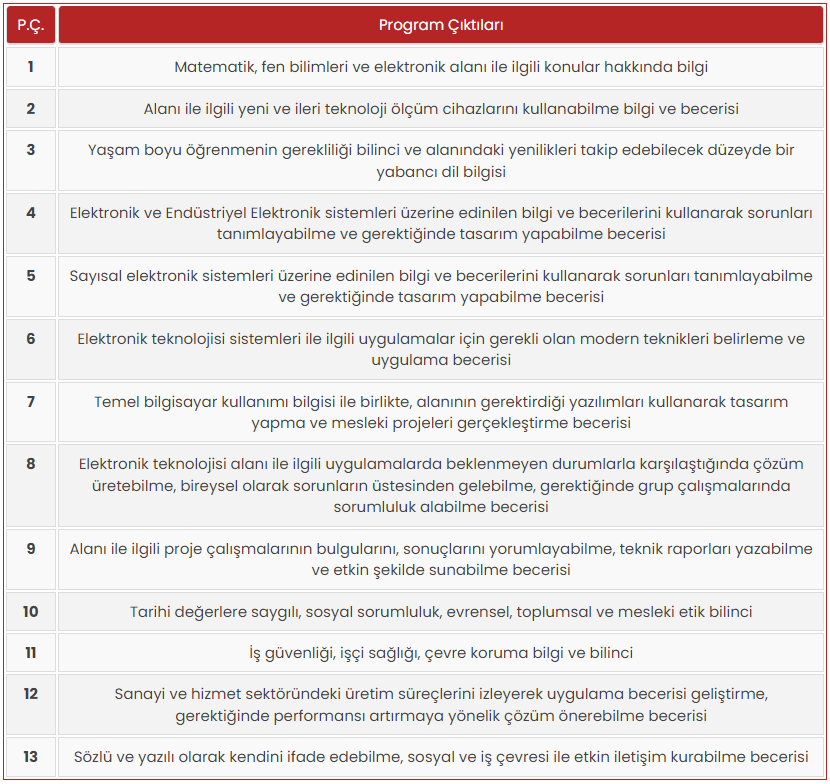 P.Ç.
Program Çıktıları
1
Matematik, fen bilimleri ve elektronik alanı ile ilgili konular hakkında bilgi
2
Alanı ile ilgili yeni ve ileri teknoloji ölçüm cihazlarını kullanabilme bilgi ve becerisi
3
Yaşam boyu öğrenmenin gerekliliği bilinci ve alanındaki yenilikleri takip edebilecek düzeyde bir
yabancı dil bilgisi
4
Elektronik ve Endüstriyel Elektronik sistemleri üzerine edinilen bilgi ve becerilerini kullanarak sorunları
tanımlayabilme ve gerektiğinde tasarım yapabilme becerisi
5
Sayısal elektronik sistemleri üzerine edinilen bilgi ve becerilerini kullanarak sorunları tanımlayabilme
ve gerektiğinde tasarım yapabilme becerisi
6
Elektronik teknolojisi sistemleri ile ilgili uygulamalar için gerekli olan modern teknikleri belirleme ve
uygulama becerisi
7
Temel bilgisayar kullanımı bilgisi ile birlikte, alanının gerektirdiği yazılımları kullanarak tasarım
yapma ve mesleki projeleri gerçekleştirme becerisi
8
Elektronik teknolojisi alanı ile ilgili uygulamalarda beklenmeyen durumlarla karşılaştığında çözüm
üretebilme, bireysel olarak sorunların üstesinden gelebilme, gerektiğinde grup çalışmalarında
sorumluluk alabilme becerisi
9
Alanı ile ilgili proje çalışmalarının bulgularını, sonuçlarını yorumlayabilme, teknik raporları yazabilme
ve etkin şekilde sunabilme becerisi
10
Tarihi değerlere saygılı, sosyal sorumluluk, evrensel, toplumsal ve mesleki etik bilinci
11
İş güvenliği, işçi sağlığı, çevre koruma bilgi ve bilinci
12
Sanayi ve hizmet sektöründeki üretim süreçlerini izleyerek uygulama becerisi geliştirme,
gerektiğinde performansı artırmaya yönelik çözüm önerebilme becerisi
13
Sözlü ve yazılı olarak kendini ifade edebilme, sosyal ve iş çevresi ile etkin iletişim kurabilme becerisi